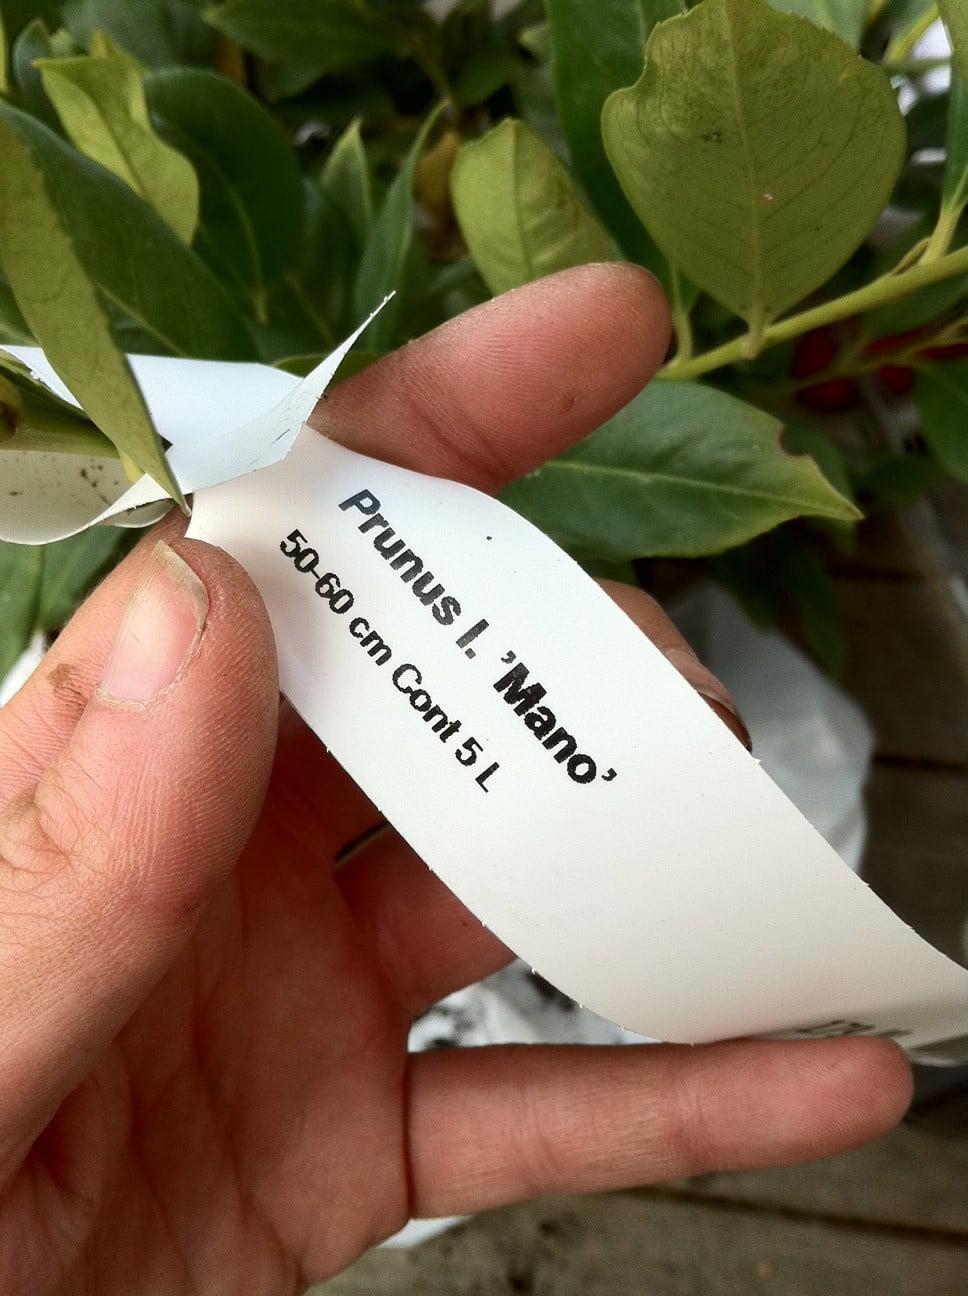 Prunus l. ’Mano’
50-60 cm Cont 5 L